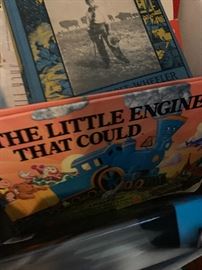 WHEELER
THE LITTLE ENGINE
THAT COULD